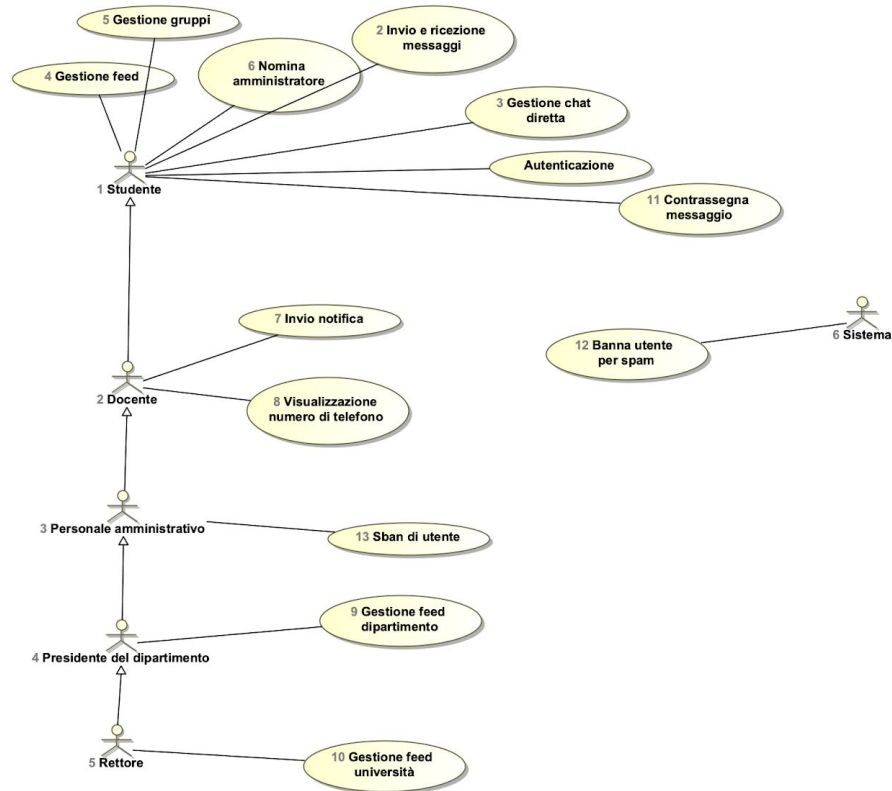 5 Gestione gruppi
2 Invio e ricezione
messaggi
4 Gestione feed
6 Nomina
amministratore
3 Gestione chat
diretta
Autenticazione
1 Studente
11 Contrassegna
messaggio
7 Invio notifica
6 Sistema
12 Banna utente
per spam
2 Docente
8 Visualizzazione
numero di telefono
3 Personale amministrativo
13 Sban di utente
9 Gestione feed
dipartimento
4 Presidente del dipartimento
5 Rettore
10 Gestione feed
università